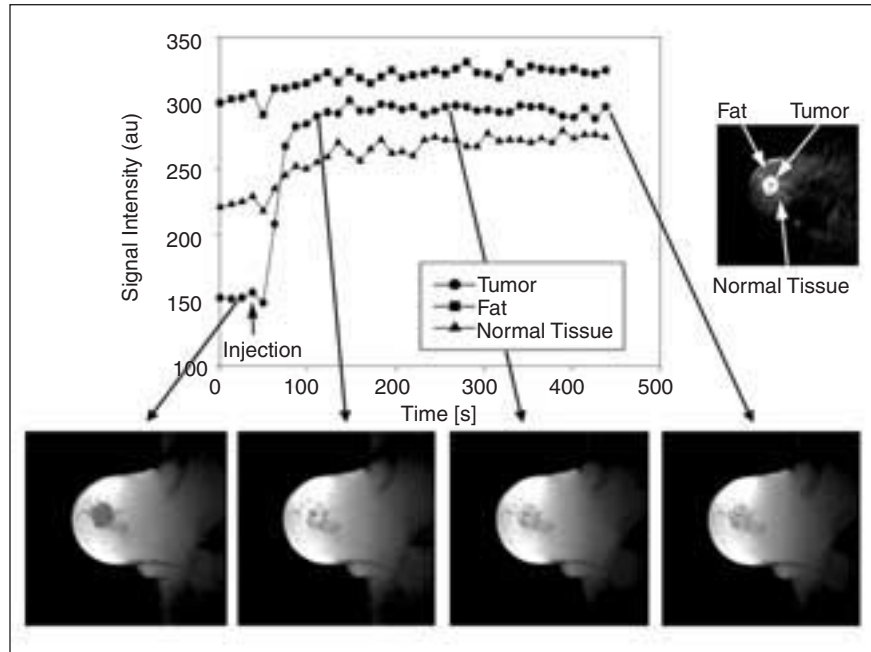 350
300
250
200
150
100
Signal Intensity (au)
Injection
Tumor
Fat
Normal Tissue
0
100
200
300
400
500
Time [s]
Fat
Tumor
Normal Tissue